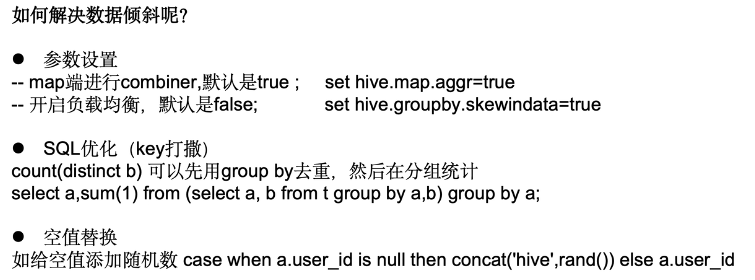 如何解决数据倾斜呢?
● 参数设置
-- map端进行combiner,默认是true ; set hive.map.aggr=true
-- 开启负载均衡，默认是false; set hive.groupby.skewindata=true
● SQL优化（key打撒）
count(distinct b) 可以先用group by去重，然后在分组统计
select a,sum(1) from (select a, b from t group by a,b) group by a;
● 空值替换
如给空值添加随机数 case when a.user_id is null then concat('hive',rand()) else a.user_id